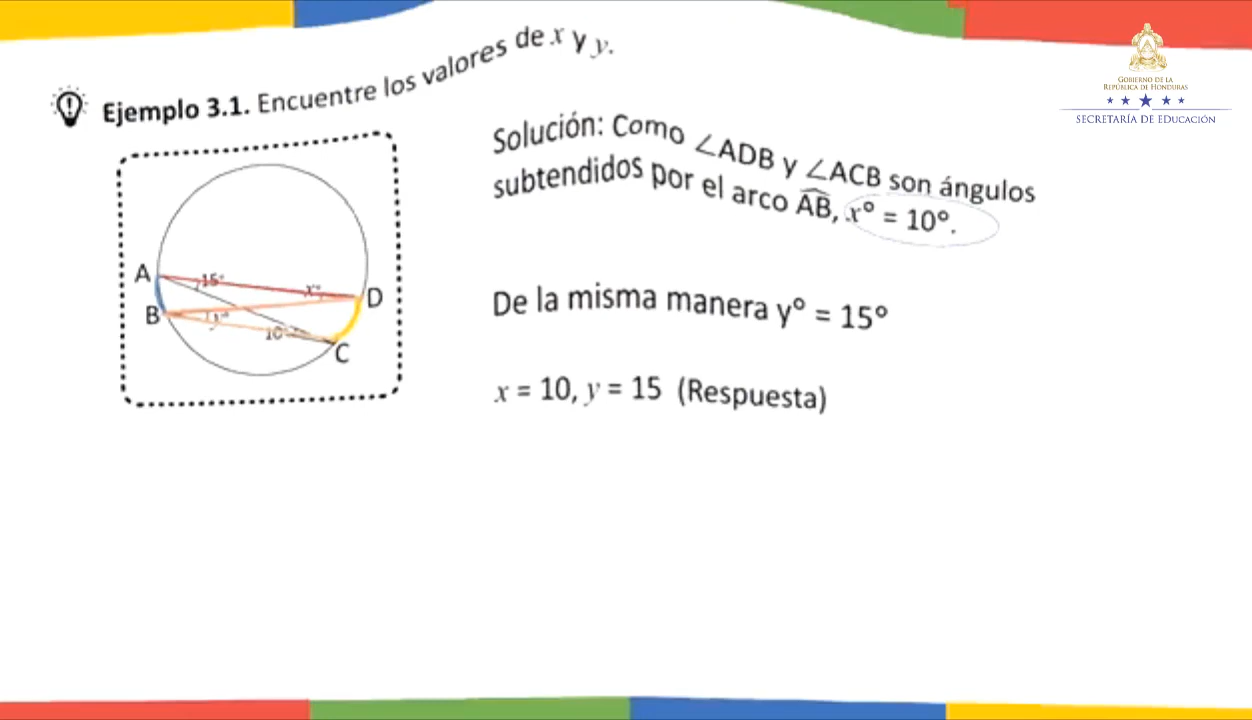 Ejemplo 3.1. Encuentre los valores de x y y.
GOBIERNO DE LA
REPÚBLICA DE HONDURAS
SECRETARÍA DE EDUCACIÓN
Solución: Como ∠ADB y ∠ACB son ángulos
subtendidos por el arco A͡B, x° = 10°.
A
15°
x°
D
B
y°
10°
C
De la misma manera y° = 15°
x = 10, y = 15 (Respuesta)